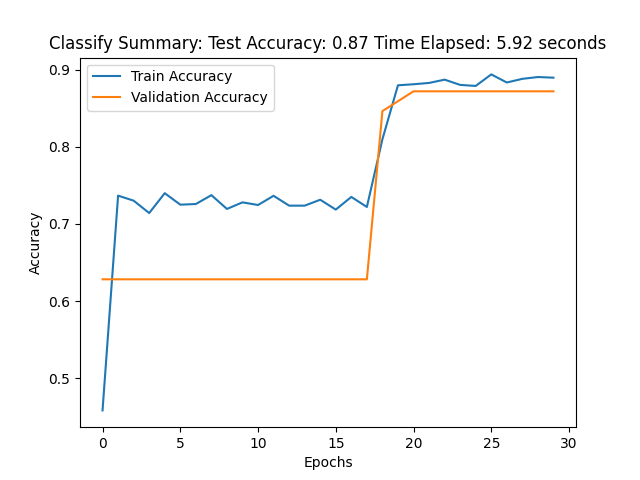 Classify Summary: Test Accuracy: 0.87 Time Elapsed: 5.92 seconds
Train Accuracy
Validation Accuracy
0.9
0.8
0.7
0.6
0.5
Accuracy
0 5 10 15 20 25 30
Epochs